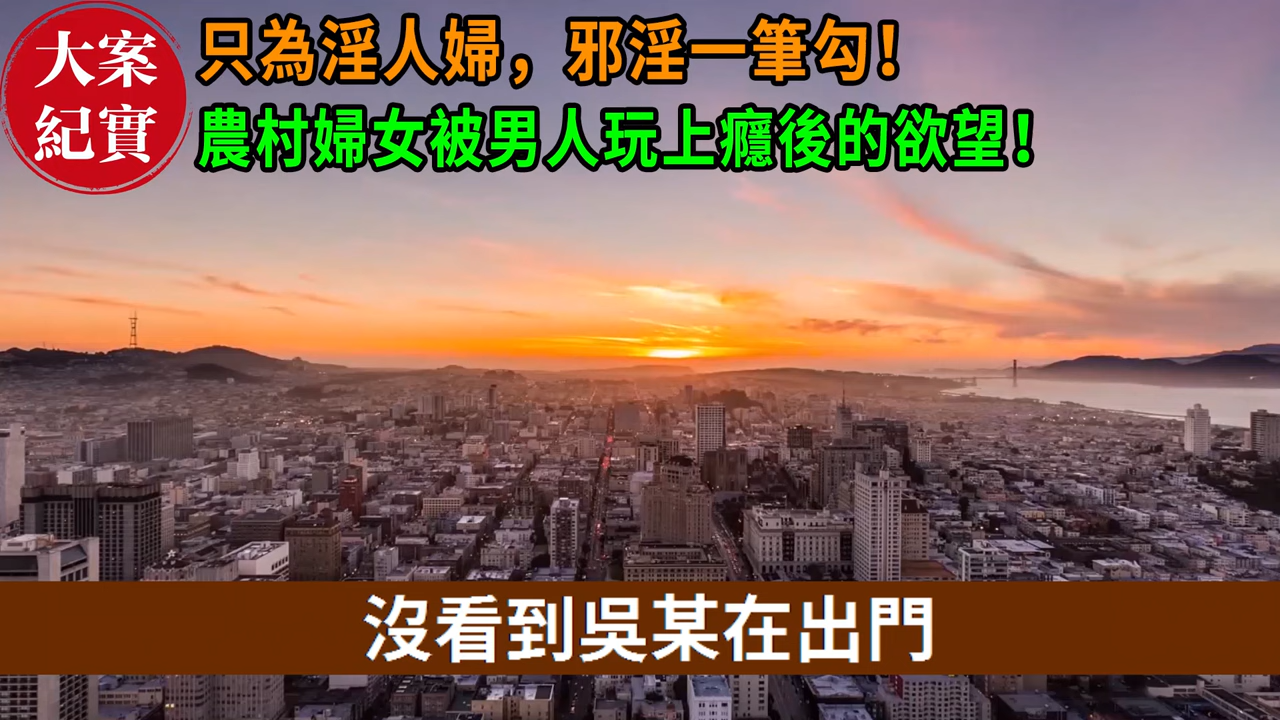 大案
紀實
只為淫人婦，邪淫一筆勾！
農村婦女被男人玩上癮後的欲望！
沒看到吳某在出門